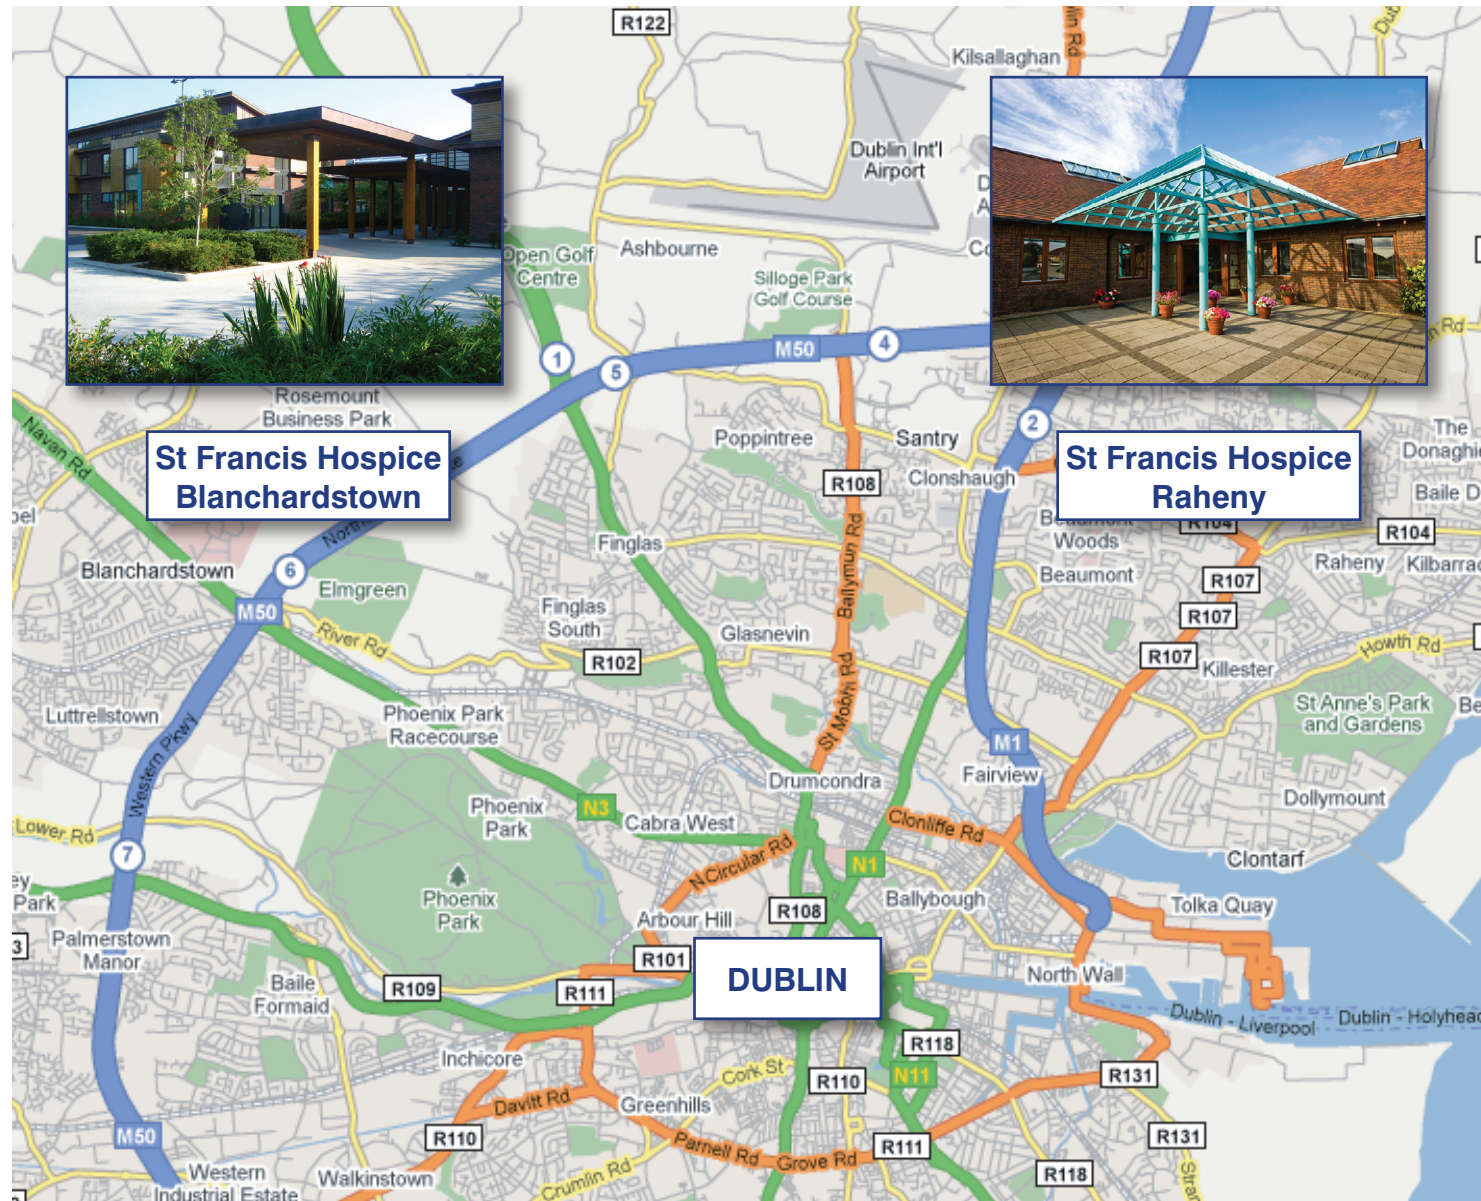 R122
Kilsallaghan
Dublin Int'l
Airport
Open Golf
Centre
Ashbourne
Silloge Park
Golf Course
1
5
M50
4
2
Rosemount
Business Park
Navan Rd
St Francis Hospice
Blanchardstown
Poppintree
Santry
Clonshaugh
R108
St Francis Hospice
Raheny
The
Baile D
R104
R104
Beaumont
Woods
Raheny
Finglas
Ballymun Rd
Blanchardstown
6
Elmgreen
Beaumont
R107
R107
M50
Finglas
South
Glasnevin
River Rd
R102
R107
Killester
Howth Rd
St Mobhi Rd
St Anne's Park
and Gardens
Luttrellstown
Phoenix Park
Racecourse
Western Pkwy
M1
Fairview
Drumcondra
Dollymount
Phoenix
Park
N3
Cabra West
Clonliffe Rd
Lower Rd
7
N Circular Rd
N1
Clontarf
Phoenix
Park
Ballybough
Tolka Quay
Park
Arbour Hill
R108
Palmerstown
Manor
R101
DUBLIN
North Wall
Baile
Formaid
R109
R111
Dublin - Liverpool
Dublin - Holyhead
R118
Inchicore
Cork St
R110
N11
R131
Davitt Rd
Greenhills
R110
M50
Parnell Rd
Grove Rd
R111
R131
Western
Industrial Estate
Walkinstown
Crumlin Rd
R118